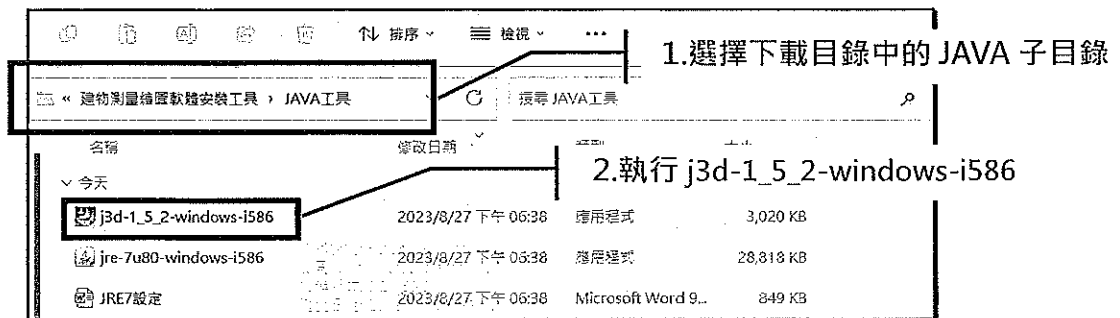 排序
檢視
1.選擇下載目錄中的 JAVA 子目錄
« 建物測量繪圖軟體安裝工具 › JAVA工具
搜尋 JAVA工具
名稱
修改日期
2.執行 j3d-1_5_2-windows-i586
今天
j3d-1_5_2-windows-i586 2023/8/27 下午 06:38 應用程式 3,020 KB
jre-7u80-windows-i586 2023/8/27 下午 06:38 應用程式 28,818 KB
JRE7設定 2023/8/27 下午 06:38 Microsoft Word 9... 849 KB